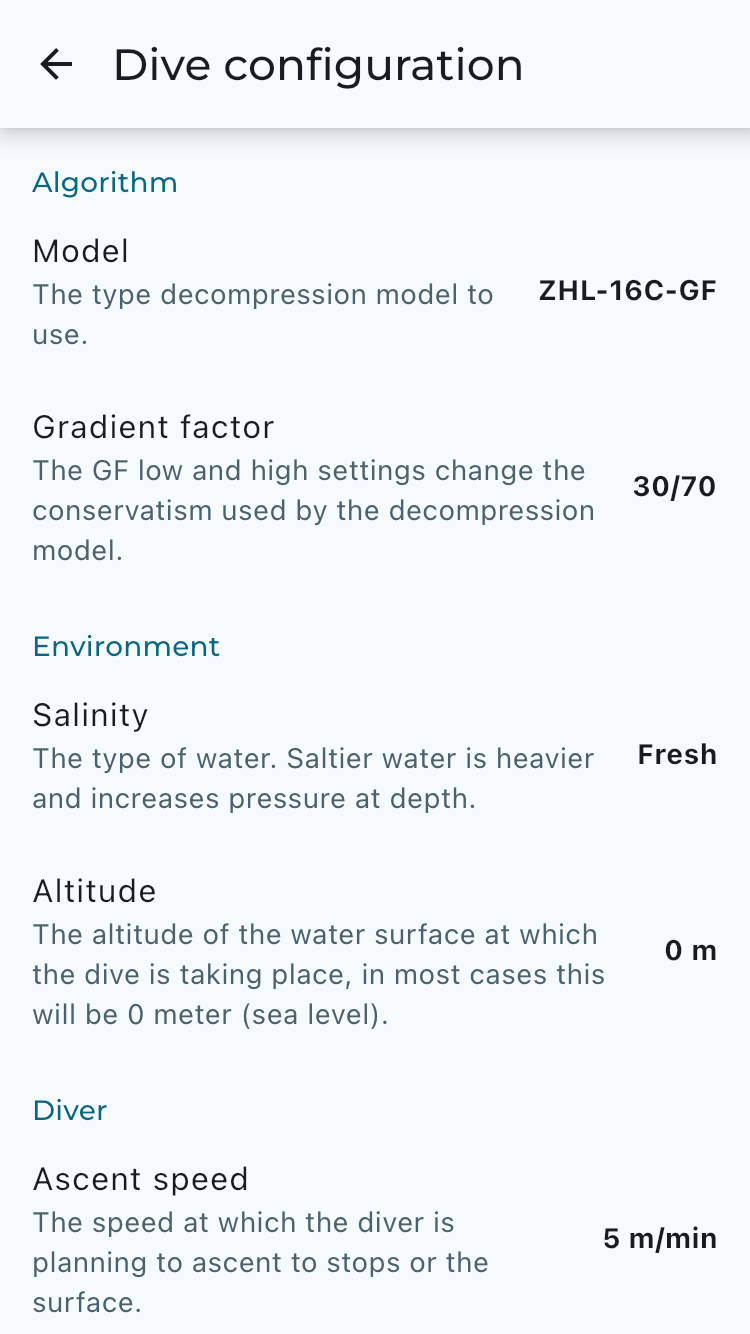 Dive configuration
Algorithm
Model
The type decompression model to
use.
ZHL-16C-GF
Gradient factor
The GF low and high settings change the
conservatism used by the decompression
model.
30/70
Environment
Salinity
The type of water. Saltier water is heavier
and increases pressure at depth.
Fresh
Altitude
The altitude of the water surface at which
the dive is taking place, in most cases this
will be 0 meter (sea level).
0 m
Diver
Ascent speed
The speed at which the diver is
planning to ascent to stops or the
surface.
5 m/min